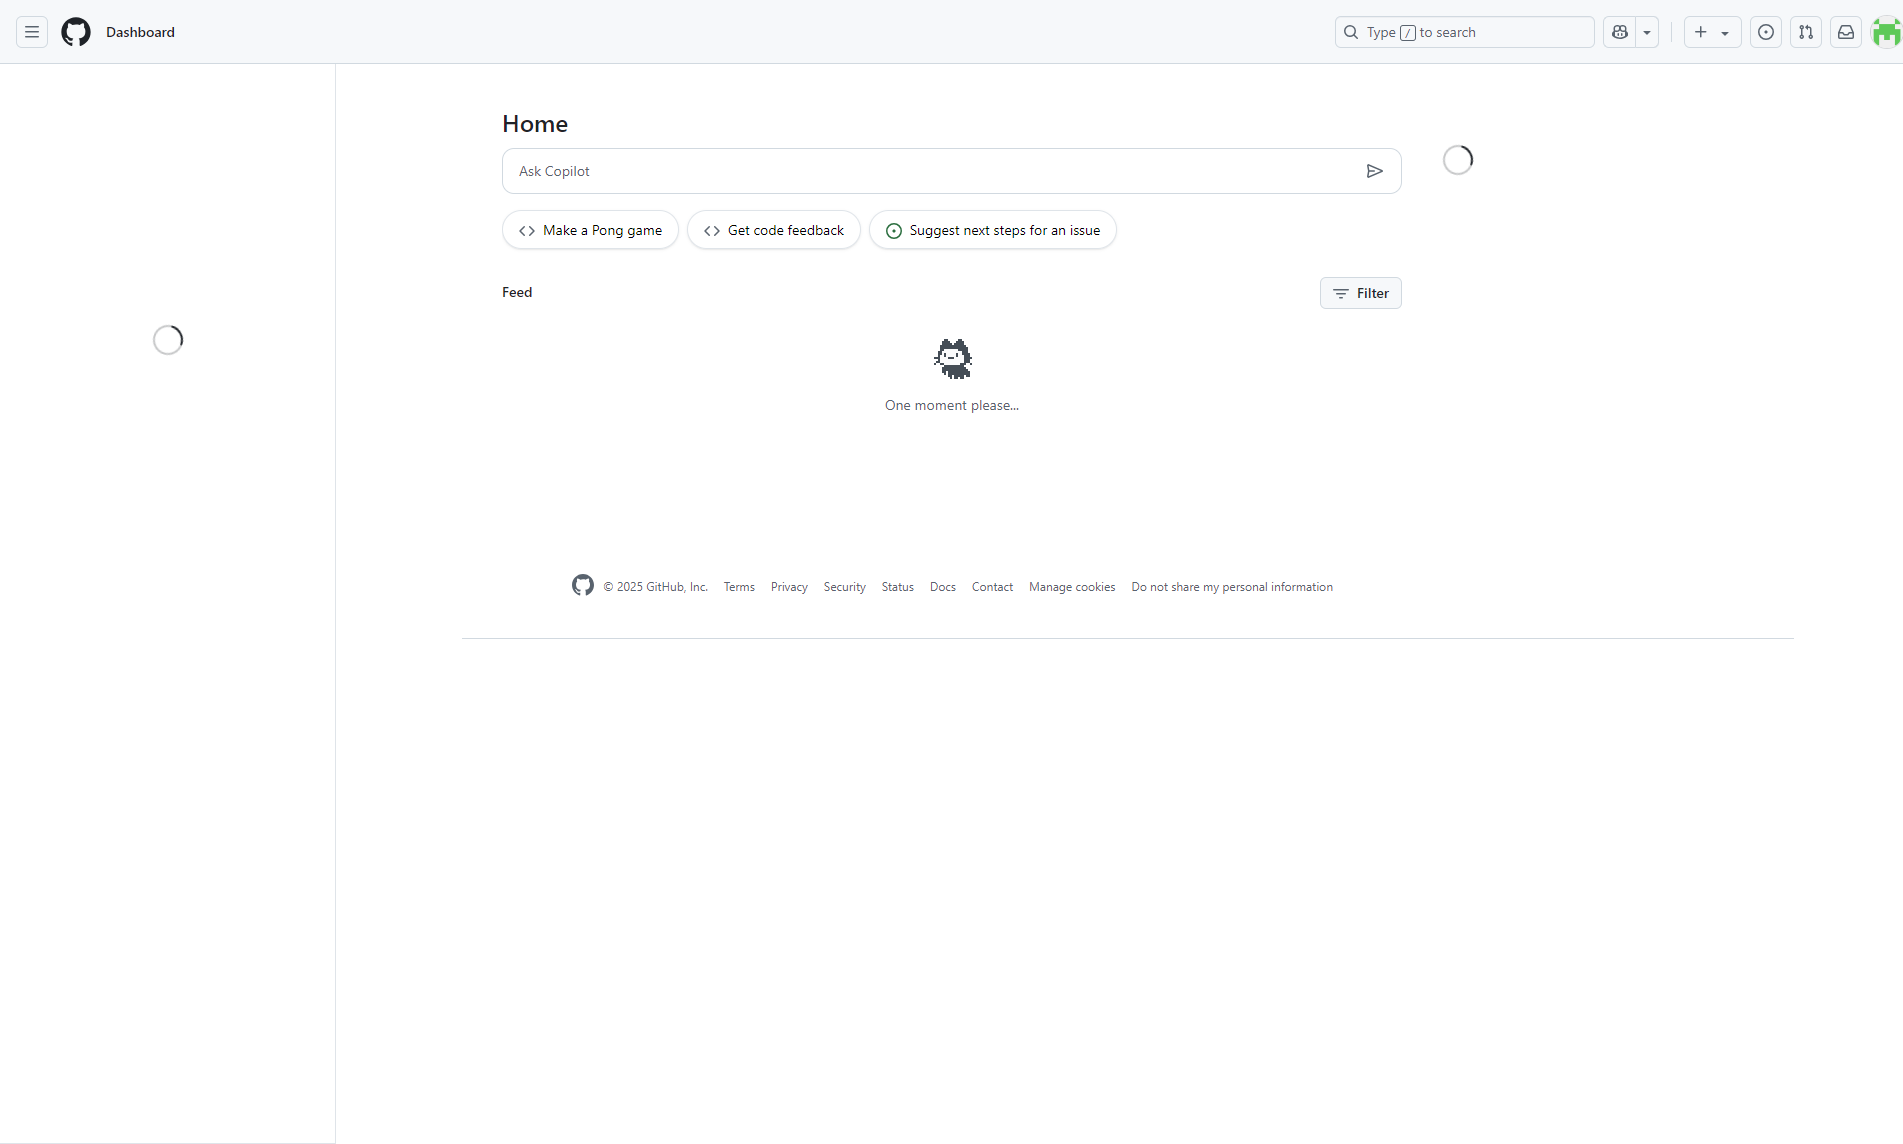 Dashboard
Type / to search
Home
Ask Copilot
Make a Pong game
Get code feedback
Suggest next steps for an issue
Feed
Filter
One moment please...
© 2025 GitHub, Inc. Terms Privacy Security Status Docs Contact Manage cookies Do not share my personal information